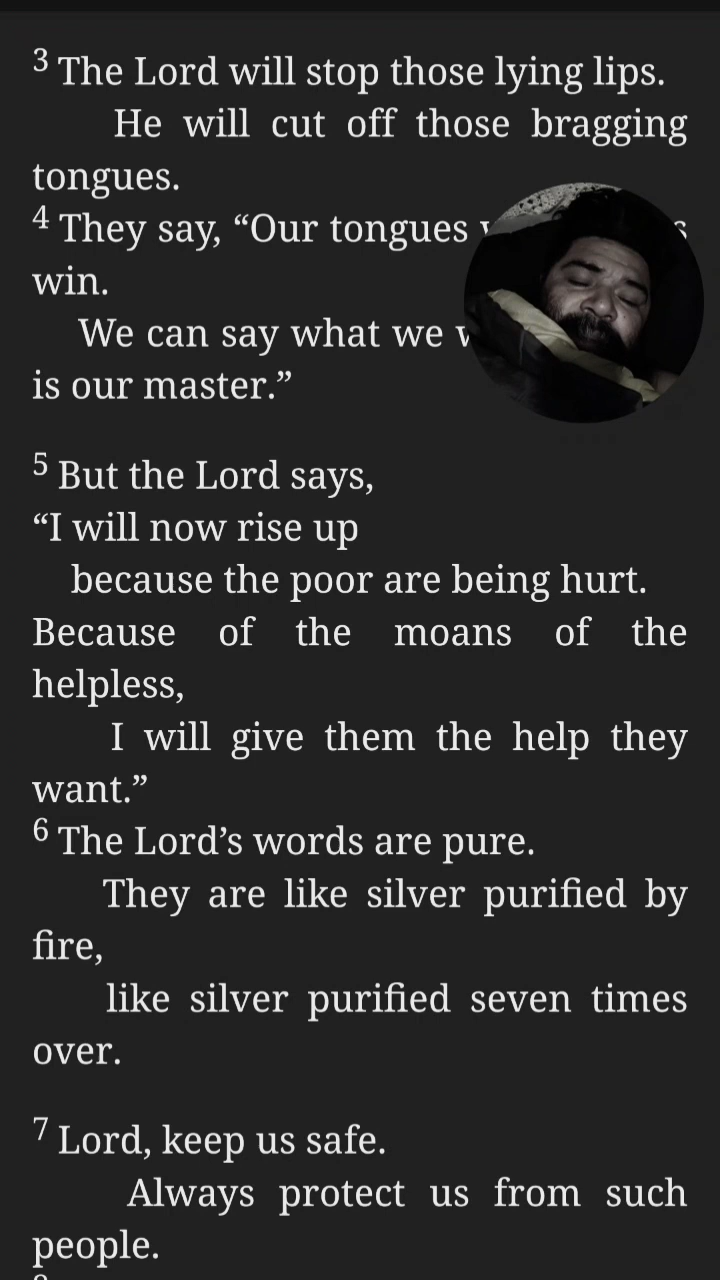 3 The Lord will stop those lying lips.
He will cut off those bragging
tongues.
4 They say, “Our tongues
win.
We can say what we
is our master.”
5 But the Lord says,
“I will now rise up
because the poor are being hurt.
Because of the moans of the
helpless,
I will give them the help they
want.”
6 The Lord’s words are pure.
They are like silver purified by
fire,
like silver purified seven times
over.
7 Lord, keep us safe.
Always protect us from such
people.